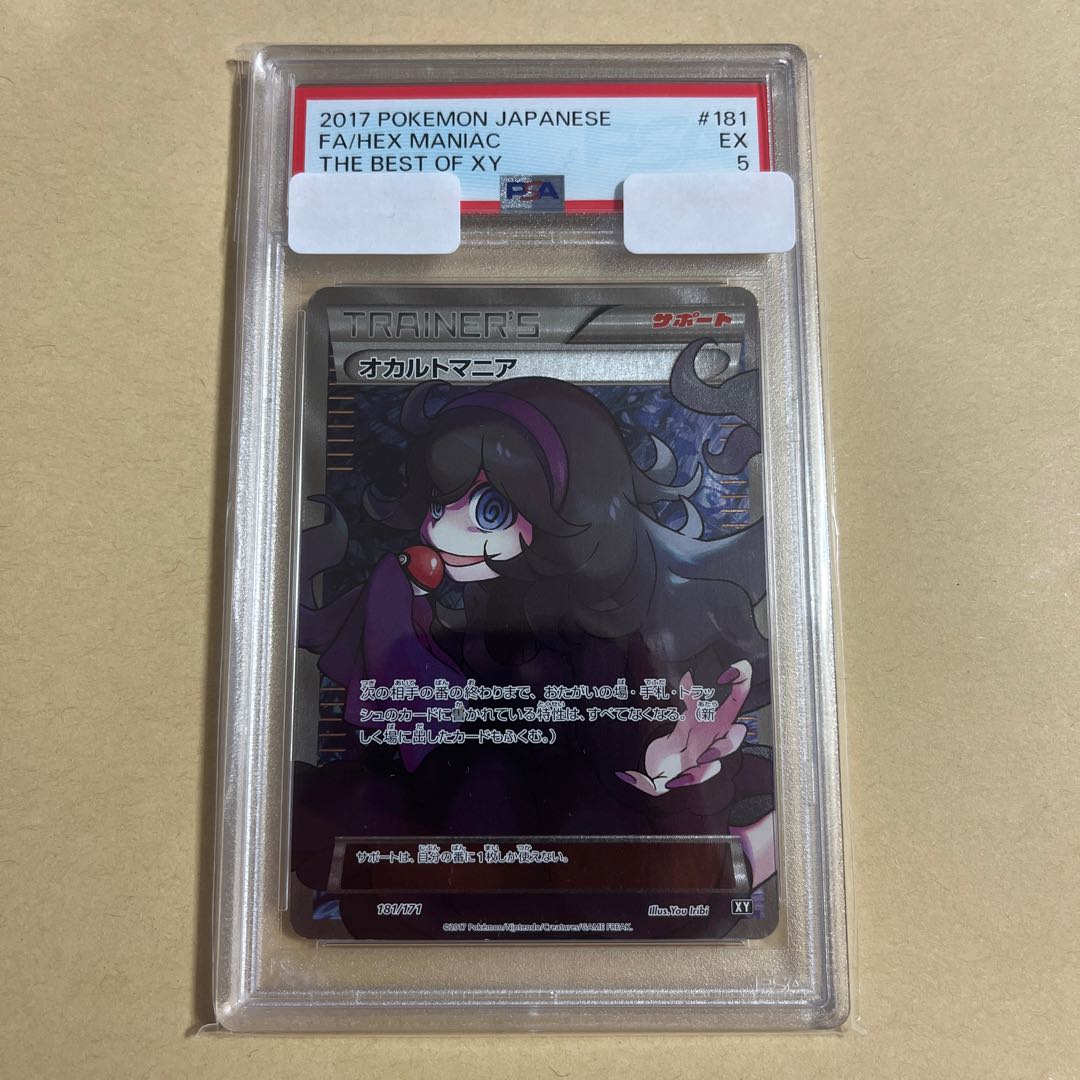 2017 POKEMON JAPANESE #181
FA/HEX MANIAC EX
THE BEST OF XY 5
PSA
TRAINER'S サポート
オカルトマニア
次の相手の番の終わりまで、おたがいの場・手札・トラッ
シュのカードに書かれている特性は、すべてなくなる。（新
しく場に出したカードもふくむ。）
サポートは、自分の番に1枚しか使えない。
181/171 Illus. You Iribi XY
©2017 Pokémon/Nintendo/Creatures/GAME FREAK.
PSA